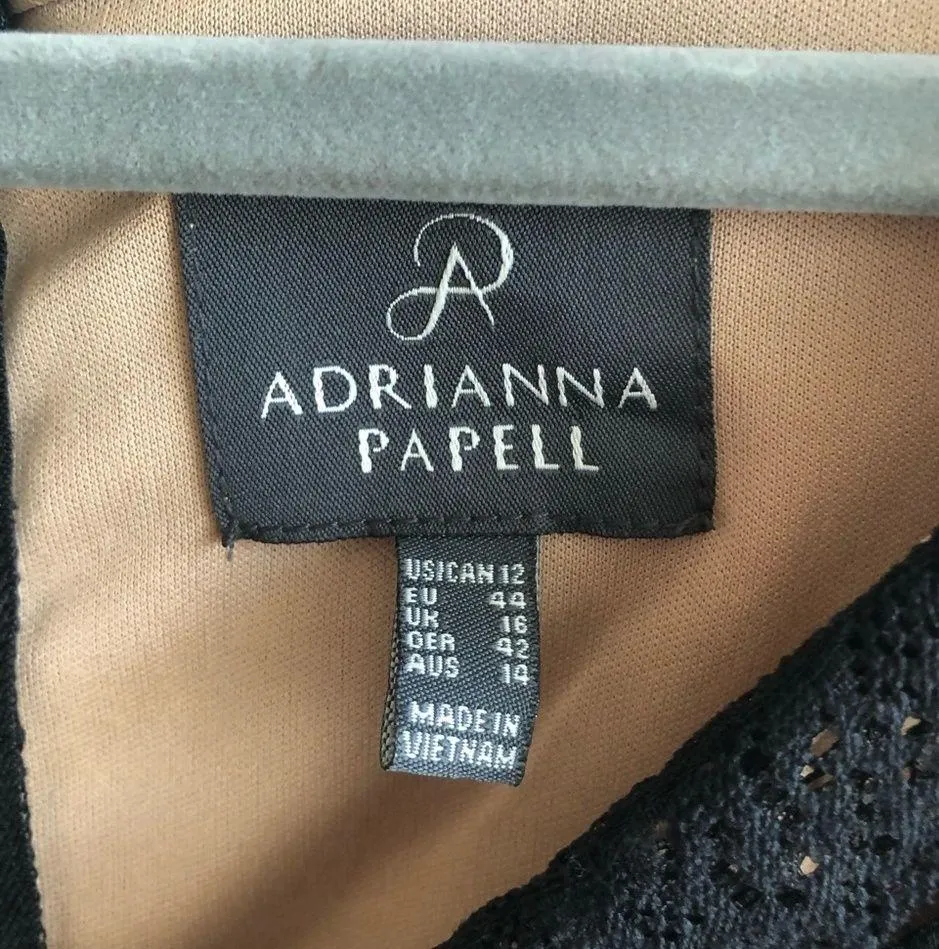 ADRIANNA
PAPELL
US/CAN 12
EU 44
UK 16
GER 42
AUS 14
MADE IN
VIETNAM